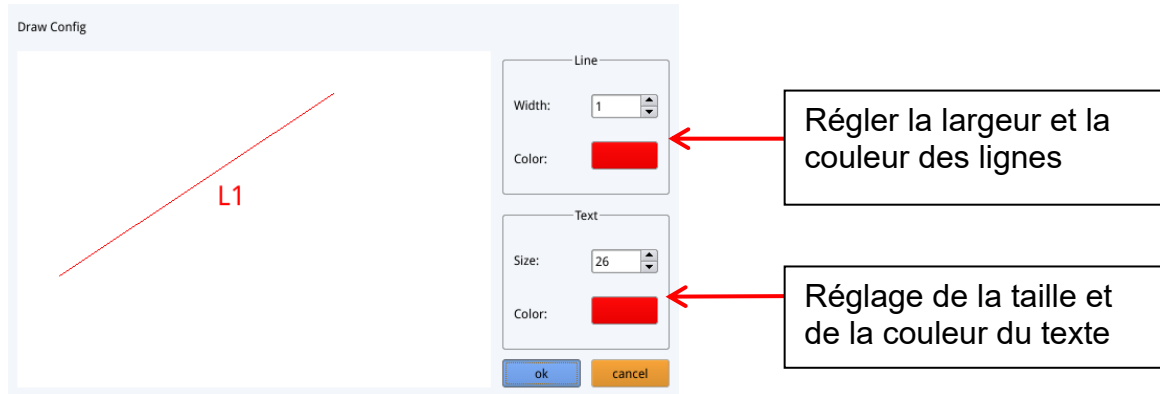 Draw Config
L1
Line
Width:
1
Color:
Text
Size:
26
Color:
ok
cancel
Régler la largeur et la
couleur des lignes
Réglage de la taille et
de la couleur du texte